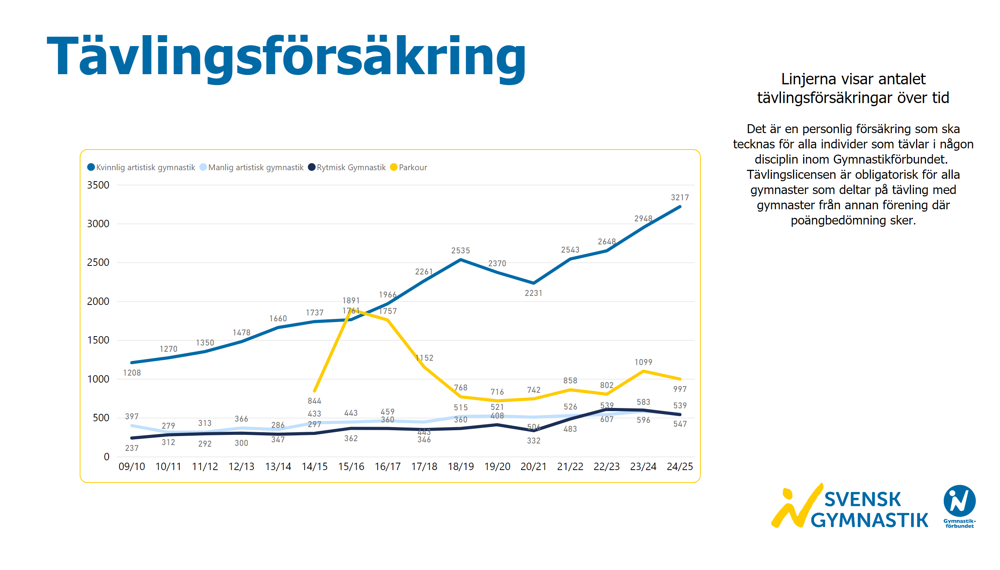 Tävlingsförsäkring
Linjerna visar antalet
tävlingsförsäkringar över tid
Det är en personlig försäkring som ska
tecknas för alla individer som tävlar i någon
disciplin inom Gymnastikförbundet.
Tävlingslicensen är obligatorisk för alla
gymnaster som deltar på tävling med
gymnaster från annan förening där
poängbedömning sker.
Kvinnlig artistisk gymnastik Manlig artistisk gymnastik Rytmisk Gymnastik Parkour
3500
3000
2500
2000
1500
1000
500
0
1208 1270 1350 1478 1660 1737 1761 1966 2261 2535 2370 2231 2543 2648 2948 3217
844 1891 1757 1152 768 716 742 858 802 1099 997
397 279 313 366 286 433 443 459 443 515 521 506 526 539 583 539
237 312 292 300 347 297 362 360 346 360 408 332 483 607 596 547
09/10 10/11 11/12 12/13 13/14 14/15 15/16 16/17 17/18 18/19 19/20 20/21 21/22 22/23 23/24 24/25
SVENSK
GYMNASTIK
Gymnastik-
förbundet